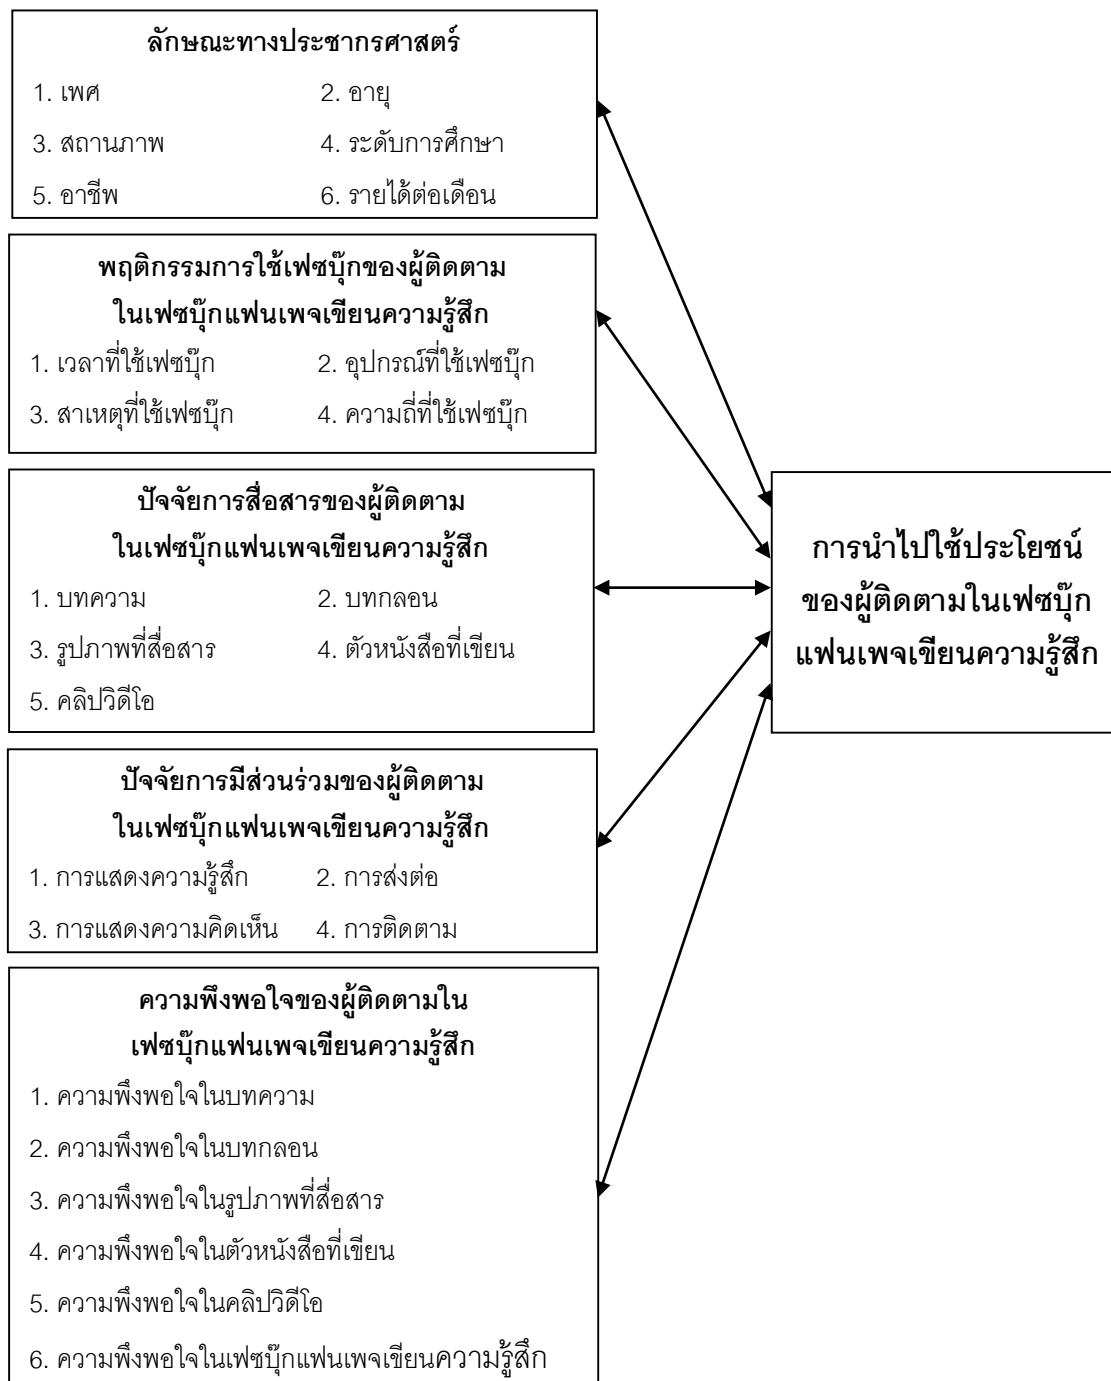 ลักษณะทางประชากรศาสตร์
1. เพศ 2. อายุ
3. สถานภาพ 4. ระดับการศึกษา
5. อาชีพ 6. รายได้ต่อเดือน
พฤติกรรมการใช้เฟซบุ๊กของผู้ติดตาม
ในเฟซบุ๊กแฟนเพจเขียนความรู้สึก
1. เวลาที่ใช้เฟซบุ๊ก 2. อุปกรณ์ที่ใช้เฟซบุ๊ก
3. สาเหตุที่ใช้เฟซบุ๊ก 4. ความถี่ที่ใช้เฟซบุ๊ก
ปัจจัยการสื่อสารของผู้ติดตาม
ในเฟซบุ๊กแฟนเพจเขียนความรู้สึก
1. บทความ 2. บทกลอน
3. รูปภาพที่สื่อสาร 4. ตัวหนังสือที่เขียน
5. คลิปวิดีโอ
ปัจจัยการมีส่วนร่วมของผู้ติดตาม
ในเฟซบุ๊กแฟนเพจเขียนความรู้สึก
1. การแสดงความรู้สึก 2. การส่งต่อ
3. การแสดงความคิดเห็น 4. การติดตาม
ความพึงพอใจของผู้ติดตามใน
เฟซบุ๊กแฟนเพจเขียนความรู้สึก
1. ความพึงพอใจในบทความ
2. ความพึงพอใจในบทกลอน
3. ความพึงพอใจในรูปภาพที่สื่อสาร
4. ความพึงพอใจในตัวหนังสือที่เขียน
5. ความพึงพอใจในคลิปวิดีโอ
6. ความพึงพอใจในเฟซบุ๊กแฟนเพจเขียนความรู้สึก
การนำไปใช้ประโยชน์
ของผู้ติดตามในเฟซบุ๊ก
แฟนเพจเขียนความรู้สึก